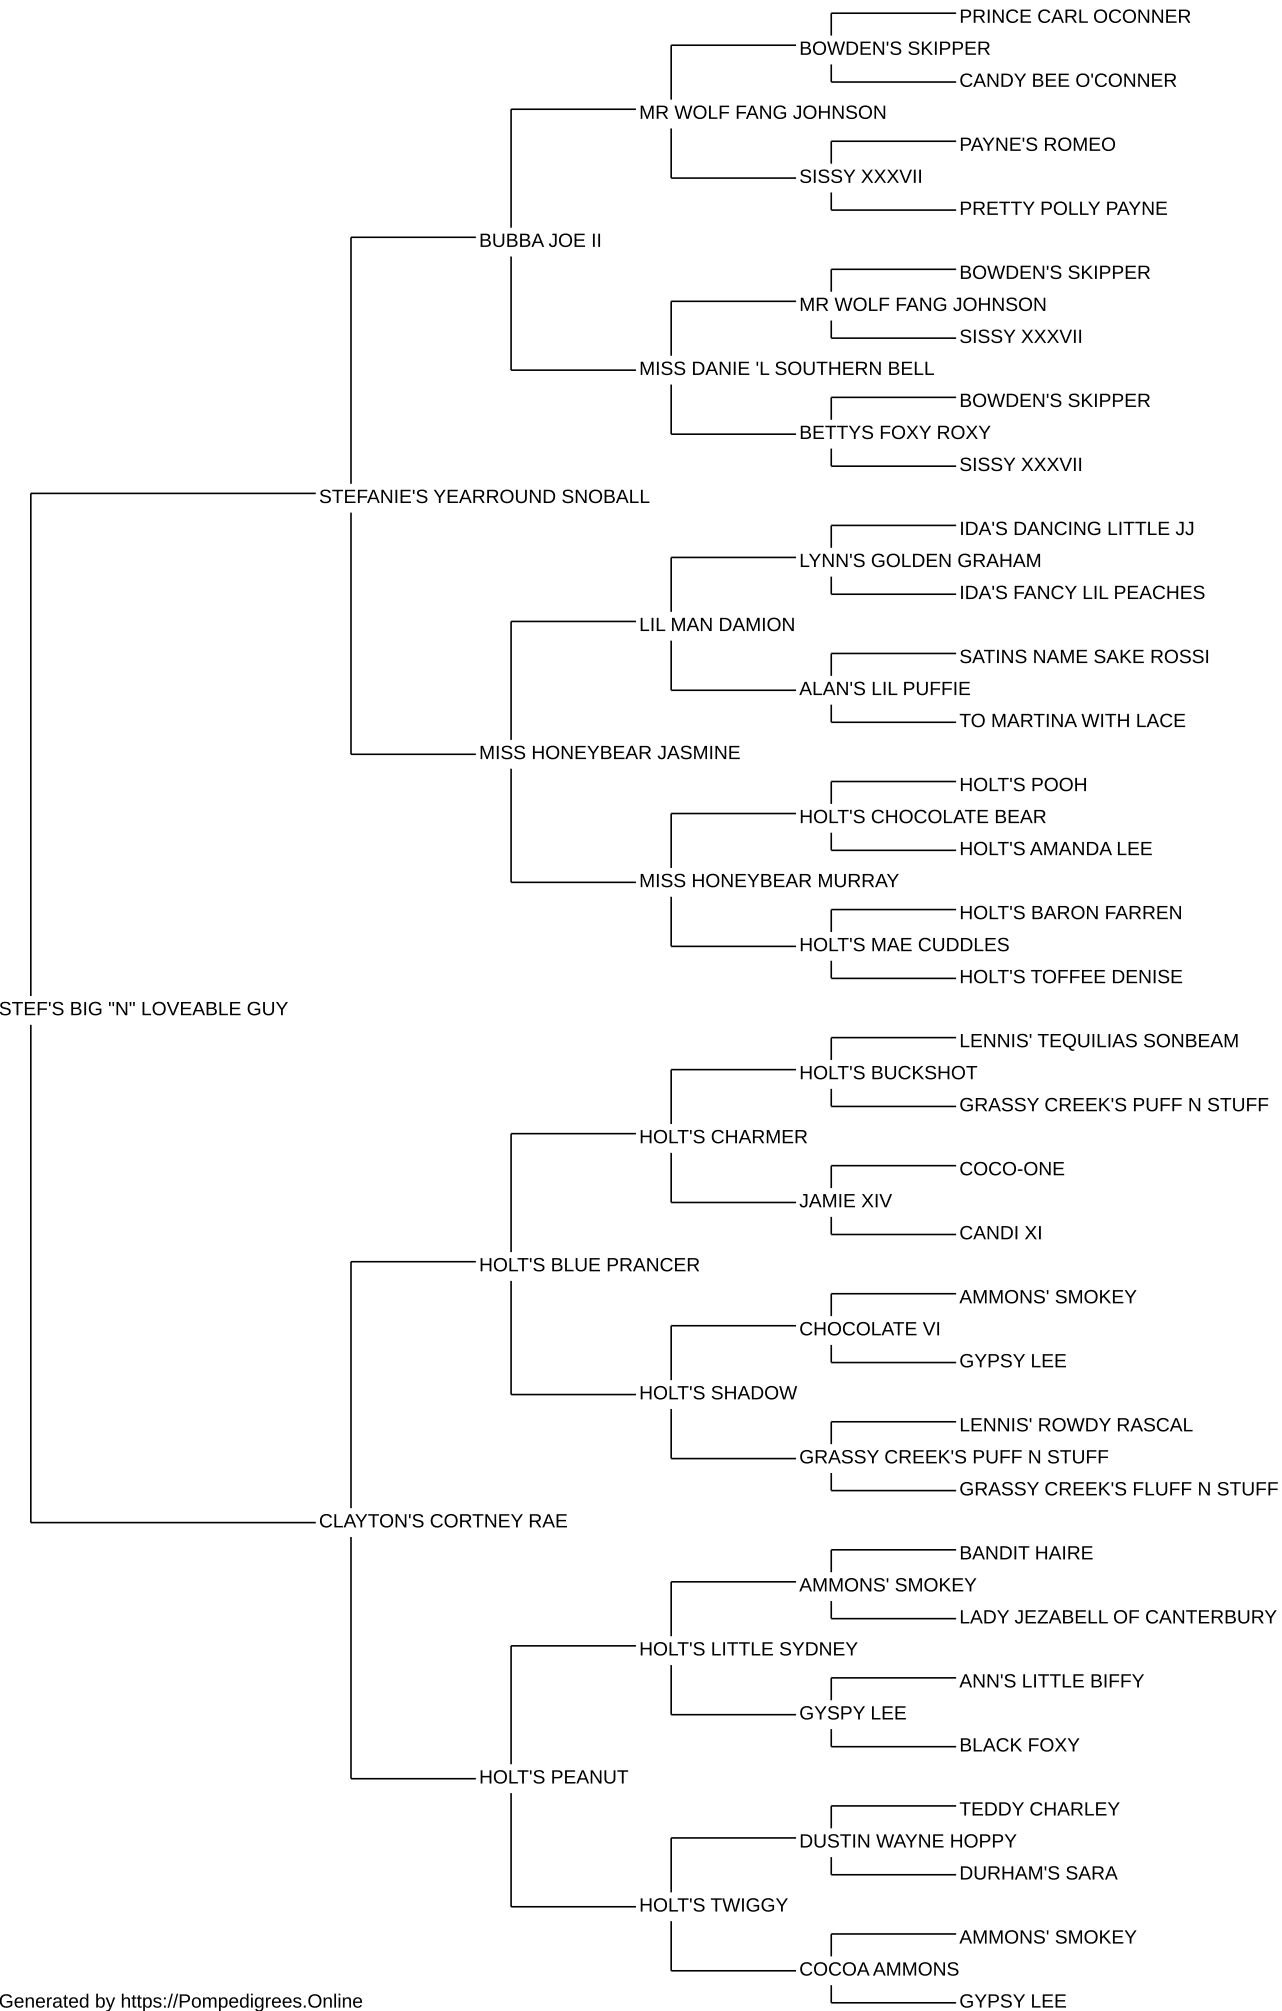 PRINCE CARL OCONNER
BOWDEN'S SKIPPER
CANDY BEE O'CONNER
MR WOLF FANG JOHNSON
PAYNE'S ROMEO
SISSY XXXVII
PRETTY POLLY PAYNE
BUBBA JOE II
BOWDEN'S SKIPPER
MR WOLF FANG JOHNSON
SISSY XXXVII
MISS DANIE 'L SOUTHERN BELL
BOWDEN'S SKIPPER
BETTYS FOXY ROXY
SISSY XXXVII
STEFANIE'S YEARROUND SNOBALL
IDA'S DANCING LITTLE JJ
LYNN'S GOLDEN GRAHAM
IDA'S FANCY LIL PEACHES
LIL MAN DAMION
SATINS NAME SAKE ROSSI
ALAN'S LIL PUFFIE
TO MARTINA WITH LACE
MISS HONEYBEAR JASMINE
HOLT'S POOH
HOLT'S CHOCOLATE BEAR
HOLT'S AMANDA LEE
MISS HONEYBEAR MURRAY
HOLT'S BARON FARREN
HOLT'S MAE CUDDLES
HOLT'S TOFFEE DENISE
STEF'S BIG "N" LOVEABLE GUY
LENNIS' TEQUILIAS SONBEAM
HOLT'S BUCKSHOT
GRASSY CREEK'S PUFF N STUFF
HOLT'S CHARMER
COCO-ONE
JAMIE XIV
CANDI XI
HOLT'S BLUE PRANCER
AMMONS' SMOKEY
CHOCOLATE VI
GYPSY LEE
HOLT'S SHADOW
LENNIS' ROWDY RASCAL
GRASSY CREEK'S PUFF N STUFF
GRASSY CREEK'S FLUFF N STUFF
CLAYTON'S CORTNEY RAE
BANDIT HAIRE
AMMONS' SMOKEY
LADY JEZABELL OF CANTERBURY
HOLT'S LITTLE SYDNEY
ANN'S LITTLE BIFFY
GYSPY LEE
BLACK FOXY
HOLT'S PEANUT
TEDDY CHARLEY
DUSTIN WAYNE HOPPY
DURHAM'S SARA
HOLT'S TWIGGY
AMMONS' SMOKEY
COCOA AMMONS
GYPSY LEE
Generated by https://Pompedigrees.Online